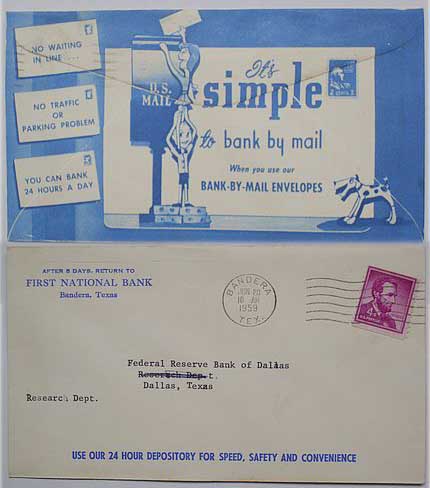 NO WAITING
IN LINE....
NO TRAFFIC
OR
PARKING PROBLEM
YOU CAN BANK
24 HOURS A DAY
U.S.
MAIL
It's
simple
to bank by mail
When you use our
BANK-BY-MAIL ENVELOPES
AFTER 5 DAYS, RETURN TO
FIRST NATIONAL BANK
Bandera, Texas
BANDERA
JUN
10 AM
1959
TEX.
4¢
Federal Reserve Bank of Dallas
Research Dep.t.
Dallas, Texas
Research Dept.
USE OUR 24 HOUR DEPOSITORY FOR SPEED, SAFETY AND CONVENIENCE